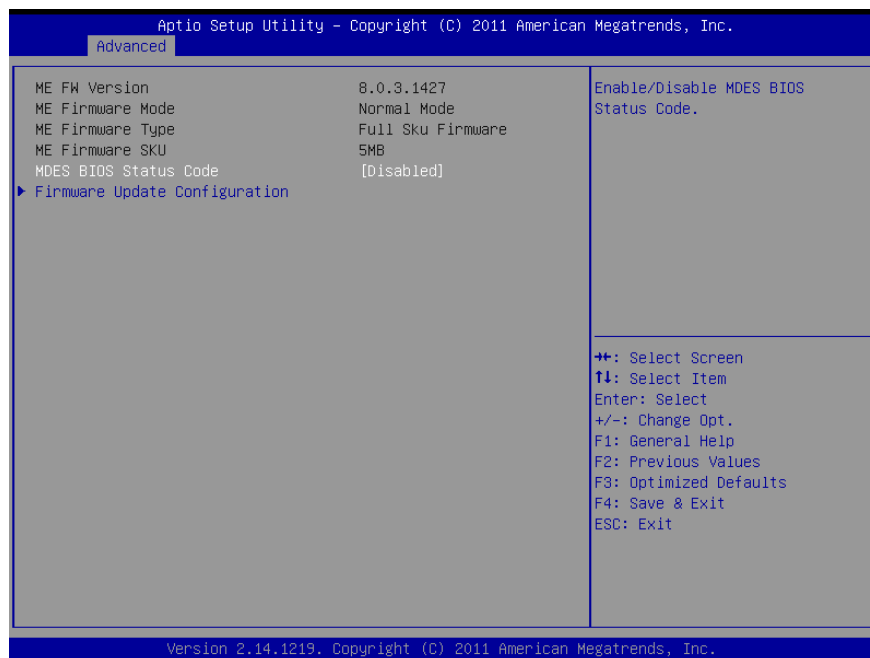 Aptio Setup Utility – Copyright (C) 2011 American Megatrends, Inc.
Advanced
ME FW Version 8.0.3.1427
ME Firmware Mode Normal Mode
ME Firmware Type Full Sku Firmware
ME Firmware SKU 5MB
MDES BIOS Status Code [Disabled]
Firmware Update Configuration
Enable/Disable MDES BIOS
Status Code.
→←: Select Screen
↑↓: Select Item
Enter: Select
+/-: Change Opt.
F1: General Help
F2: Previous Values
F3: Optimized Defaults
F4: Save & Exit
ESC: Exit
Version 2.14.1219. Copyright (C) 2011 American Megatrends, Inc.